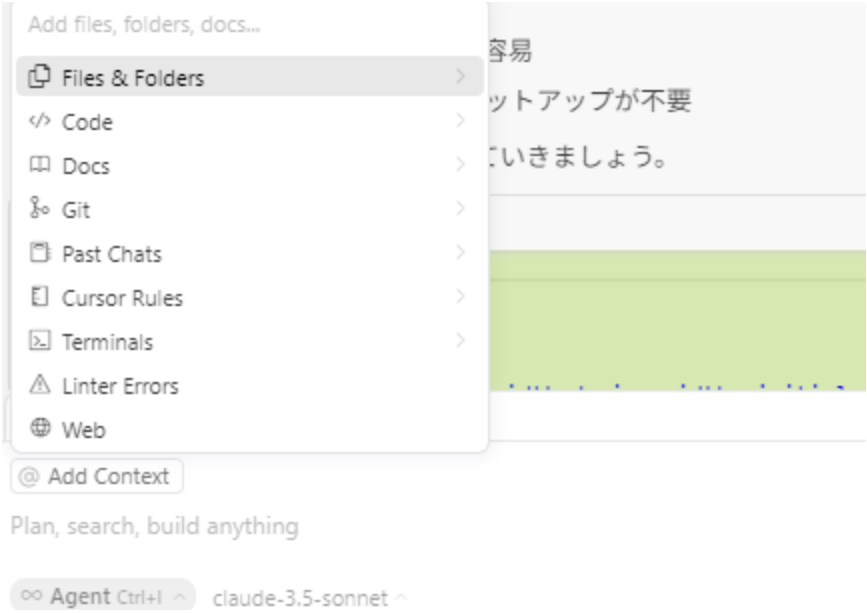 Add files, folders, docs...
容易
Files & Folders
ットアップが不要
Code
ていきましょう。
Docs
Git
Past Chats
Cursor Rules
Terminals
Linter Errors
Web
@ Add Context
Plan, search, build anything
∞ Agent Ctrl+I
claude-3.5-sonnet